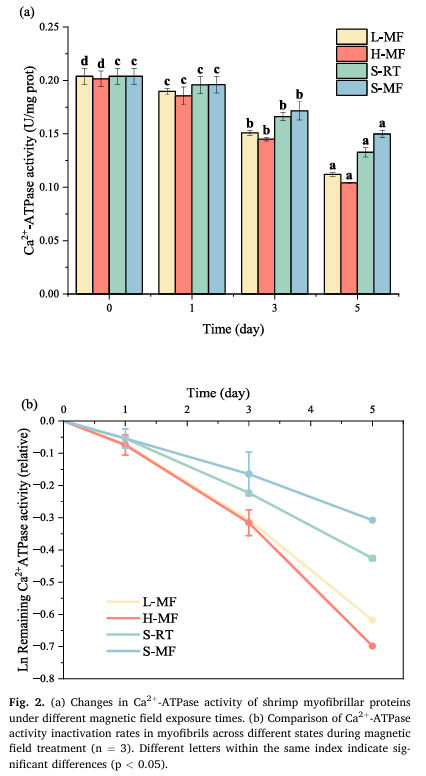 (a)
0.25
0.20
0.15
0.10
0.05
0.00
Ca²⁺-ATPase activity (U/mg prot)
L-MF
H-MF
S-RT
S-MF
d d c c
c c c c
b b b b
a a a a
0 1 3 5
Time (day)
(b)
Time (day)
0 1 2 3 4 5
0.0
−0.1
−0.2
−0.3
−0.4
−0.5
−0.6
−0.7
−0.8
Ln Remaining Ca²⁺ATPase activity (relative)
L-MF
H-MF
S-RT
S-MF
Fig. 2. (a) Changes in Ca²⁺-ATPase activity of shrimp myofibrillar proteins
under different magnetic field exposure times. (b) Comparison of Ca²⁺-ATPase
activity inactivation rates in myofibrils across different states during magnetic
field treatment (n = 3). Different letters within the same index indicate sig-
nificant differences (p < 0.05).